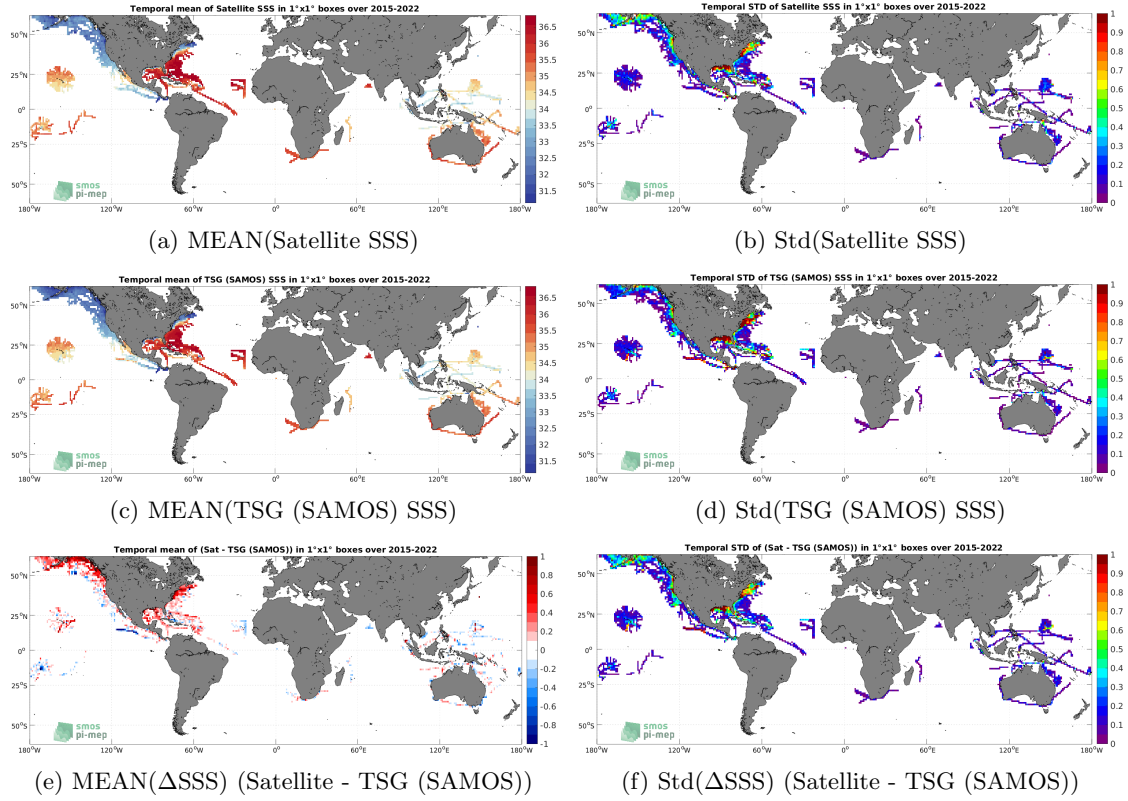 Temporal mean of Satellite SSS in 1°x1° boxes over 2015-2022
50°N
25°N
0°N
25°S
50°S
180°W 120°W 60°W 0°E 60°E 120°E 180°E
36.5
36
35.5
35
34.5
34
33.5
33
32.5
32
31.5
smos
pi-mep
(a) MEAN(Satellite SSS)
Temporal STD of Satellite SSS in 1°x1° boxes over 2015-2022
50°N
25°N
0°N
25°S
50°S
180°W 120°W 60°W 0°E 60°E 120°E 180°E
1
0.9
0.8
0.7
0.6
0.5
0.4
0.3
0.2
0.1
0
smos
pi-mep
(b) Std(Satellite SSS)
Temporal mean of TSG (SAMOS) SSS in 1°x1° boxes over 2015-2022
50°N
25°N
0°N
25°S
50°S
180°W 120°W 60°W 0°E 60°E 120°E 180°E
36.5
36
35.5
35
34.5
34
33.5
33
32.5
32
31.5
smos
pi-mep
(c) MEAN(TSG (SAMOS) SSS)
Temporal STD of TSG (SAMOS) SSS in 1°x1° boxes over 2015-2022
50°N
25°N
0°N
25°S
50°S
180°W 120°W 60°W 0°E 60°E 120°E 180°E
1
0.9
0.8
0.7
0.6
0.5
0.4
0.3
0.2
0.1
0
smos
pi-mep
(d) Std(TSG (SAMOS) SSS)
Temporal mean of (Sat - TSG (SAMOS)) in 1°x1° boxes over 2015-2022
50°N
25°N
0°N
25°S
50°S
180°W 120°W 60°W 0°E 60°E 120°E 180°E
1
0.8
0.6
0.4
0.2
0
-0.2
-0.4
-0.6
-0.8
-1
smos
pi-mep
(e) MEAN(ΔSSS) (Satellite - TSG (SAMOS))
Temporal STD of (Sat - TSG (SAMOS)) in 1°x1° boxes over 2015-2022
50°N
25°N
0°N
25°S
50°S
180°W 120°W 60°W 0°E 60°E 120°E 180°E
1
0.9
0.8
0.7
0.6
0.5
0.4
0.3
0.2
0.1
0
smos
pi-mep
(f) Std(ΔSSS) (Satellite - TSG (SAMOS))